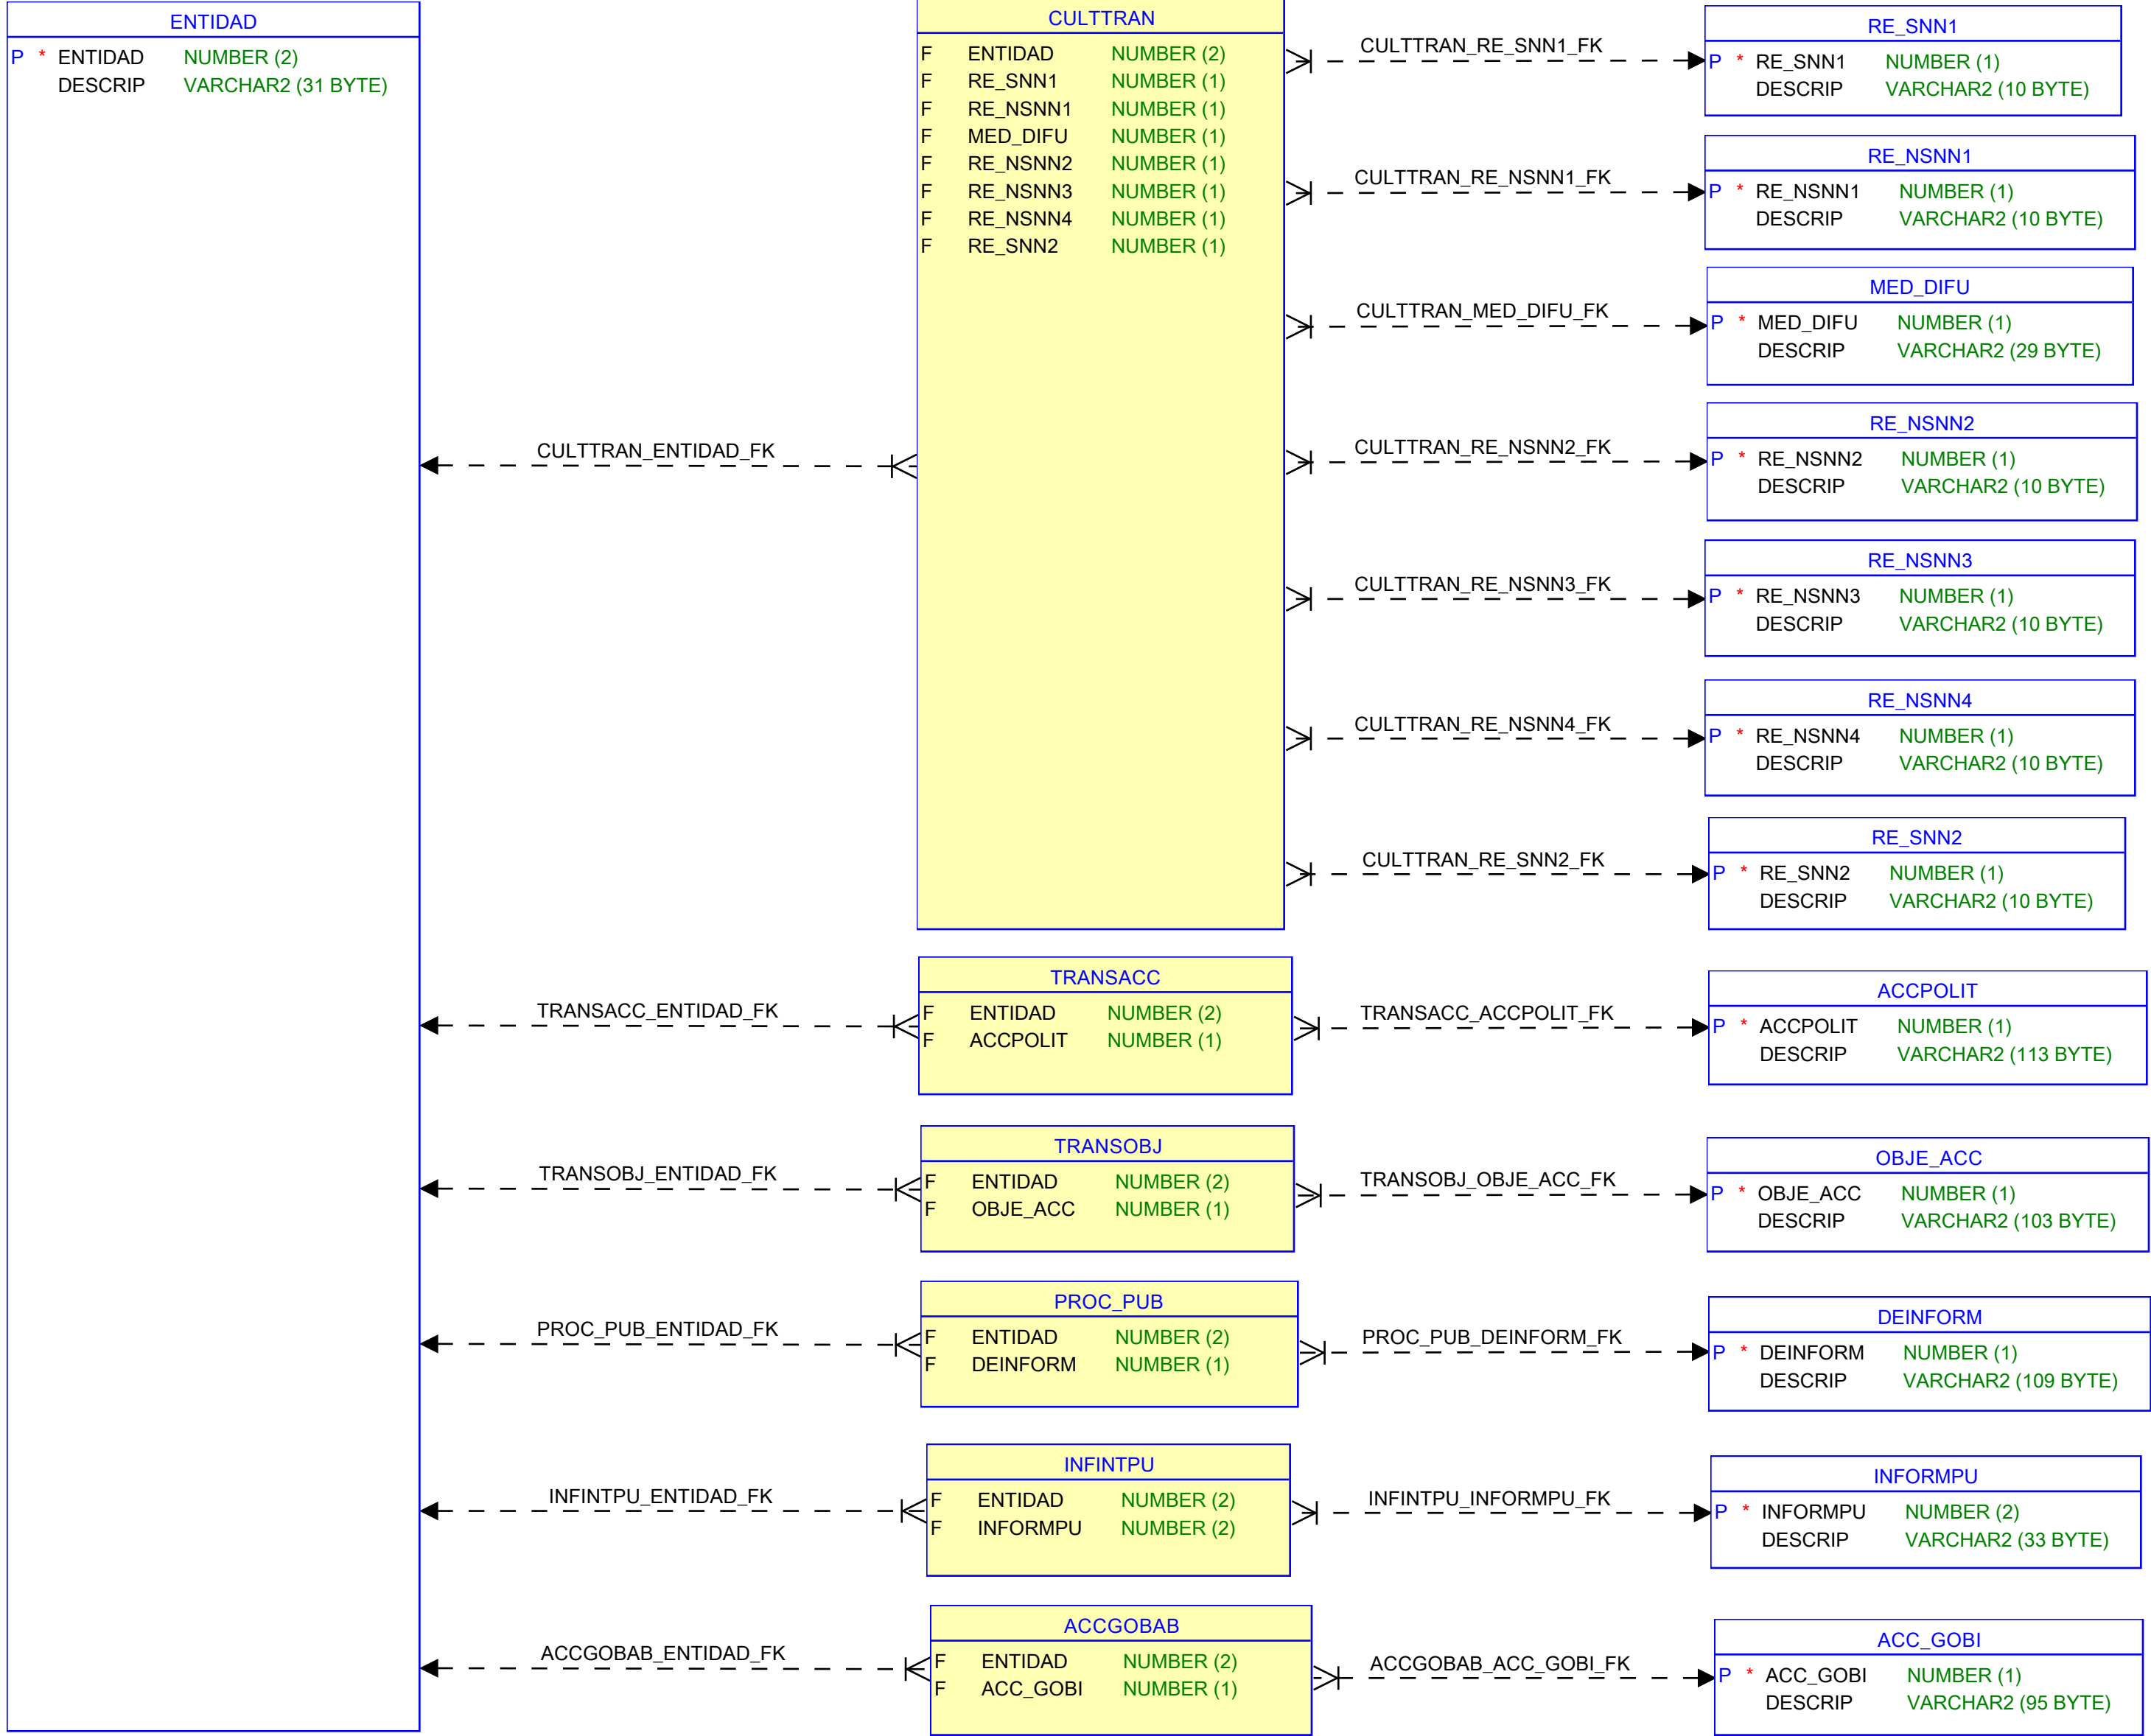 ENTIDAD
P * ENTIDAD NUMBER (2)
DESCRIP VARCHAR2 (31 BYTE)
CULTTRAN
F ENTIDAD NUMBER (2)
F RE_SNN1 NUMBER (1)
F RE_NSNN1 NUMBER (1)
F MED_DIFU NUMBER (1)
F RE_NSNN2 NUMBER (1)
F RE_NSNN3 NUMBER (1)
F RE_NSNN4 NUMBER (1)
F RE_SNN2 NUMBER (1)
CULTTRAN_ENTIDAD_FK
CULTTRAN_RE_SNN1_FK
RE_SNN1
P * RE_SNN1 NUMBER (1)
DESCRIP VARCHAR2 (10 BYTE)
CULTTRAN_RE_NSNN1_FK
RE_NSNN1
P * RE_NSNN1 NUMBER (1)
DESCRIP VARCHAR2 (10 BYTE)
CULTTRAN_MED_DIFU_FK
MED_DIFU
P * MED_DIFU NUMBER (1)
DESCRIP VARCHAR2 (29 BYTE)
CULTTRAN_RE_NSNN2_FK
RE_NSNN2
P * RE_NSNN2 NUMBER (1)
DESCRIP VARCHAR2 (10 BYTE)
CULTTRAN_RE_NSNN3_FK
RE_NSNN3
P * RE_NSNN3 NUMBER (1)
DESCRIP VARCHAR2 (10 BYTE)
CULTTRAN_RE_NSNN4_FK
RE_NSNN4
P * RE_NSNN4 NUMBER (1)
DESCRIP VARCHAR2 (10 BYTE)
CULTTRAN_RE_SNN2_FK
RE_SNN2
P * RE_SNN2 NUMBER (1)
DESCRIP VARCHAR2 (10 BYTE)
TRANSACC_ENTIDAD_FK
TRANSACC
F ENTIDAD NUMBER (2)
F ACCPOLIT NUMBER (1)
TRANSACC_ACCPOLIT_FK
ACCPOLIT
P * ACCPOLIT NUMBER (1)
DESCRIP VARCHAR2 (113 BYTE)
TRANSOBJ_ENTIDAD_FK
TRANSOBJ
F ENTIDAD NUMBER (2)
F OBJE_ACC NUMBER (1)
TRANSOBJ_OBJE_ACC_FK
OBJE_ACC
P * OBJE_ACC NUMBER (1)
DESCRIP VARCHAR2 (103 BYTE)
PROC_PUB_ENTIDAD_FK
PROC_PUB
F ENTIDAD NUMBER (2)
F DEINFORM NUMBER (1)
PROC_PUB_DEINFORM_FK
DEINFORM
P * DEINFORM NUMBER (1)
DESCRIP VARCHAR2 (109 BYTE)
INFINTPU_ENTIDAD_FK
INFINTPU
F ENTIDAD NUMBER (2)
F INFORMPU NUMBER (2)
INFINTPU_INFORMPU_FK
INFORMPU
P * INFORMPU NUMBER (2)
DESCRIP VARCHAR2 (33 BYTE)
ACCGOBAB_ENTIDAD_FK
ACCGOBAB
F ENTIDAD NUMBER (2)
F ACC_GOBI NUMBER (1)
ACCGOBAB_ACC_GOBI_FK
ACC_GOBI
P * ACC_GOBI NUMBER (1)
DESCRIP VARCHAR2 (95 BYTE)